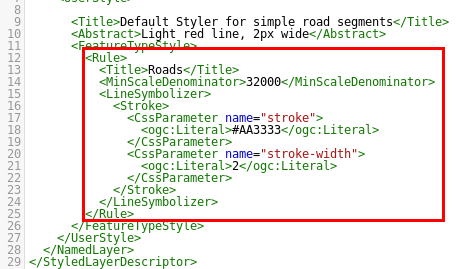 7 <UserStyle>
8
9 <Title>Default Styler for simple road segments</Title>
10 <Abstract>Light red line, 2px wide</Abstract>
11 <FeatureTypeStyle>
12 <Rule>
13 <Title>Roads</Title>
14 <MinScaleDenominator>32000</MinScaleDenominator>
15 <LineSymbolizer>
16 <Stroke>
17 <CssParameter name="stroke">
18 <ogc:Literal>#AA3333</ogc:Literal>
19 </CssParameter>
20 <CssParameter name="stroke-width">
21 <ogc:Literal>2</ogc:Literal>
22 </CssParameter>
23 </Stroke>
24 </LineSymbolizer>
25 </Rule>
26 </FeatureTypeStyle>
27 </UserStyle>
28 </NamedLayer>
29 </StyledLayerDescriptor>